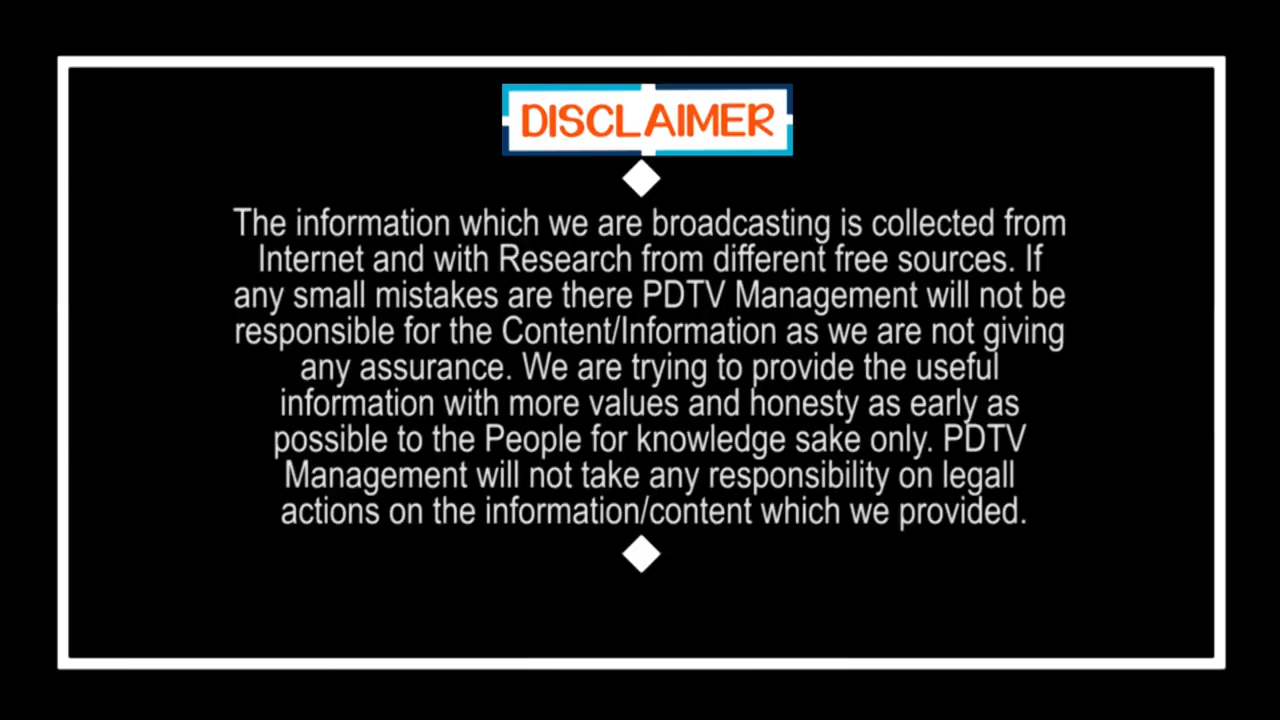 DISCLAIMER
The information which we are broadcasting is collected from
Internet and with Research from different free sources. If
any small mistakes are there PDTV Management will not be
responsible for the Content/Information as we are not giving
any assurance. We are trying to provide the useful
information with more values and honesty as early as
possible to the People for knowledge sake only. PDTV
Management will not take any responsibility on legall
actions on the information/content which we provided.